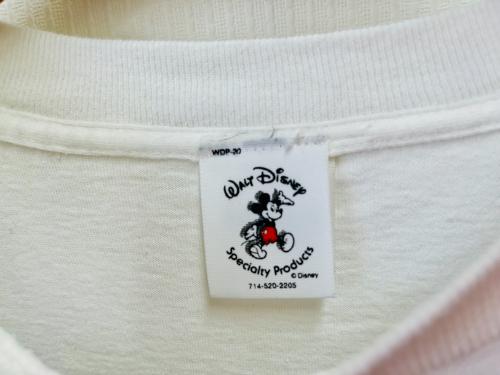 WDP-20
WALT DISNEY
Specialty Products
© Disney
714-520-2205